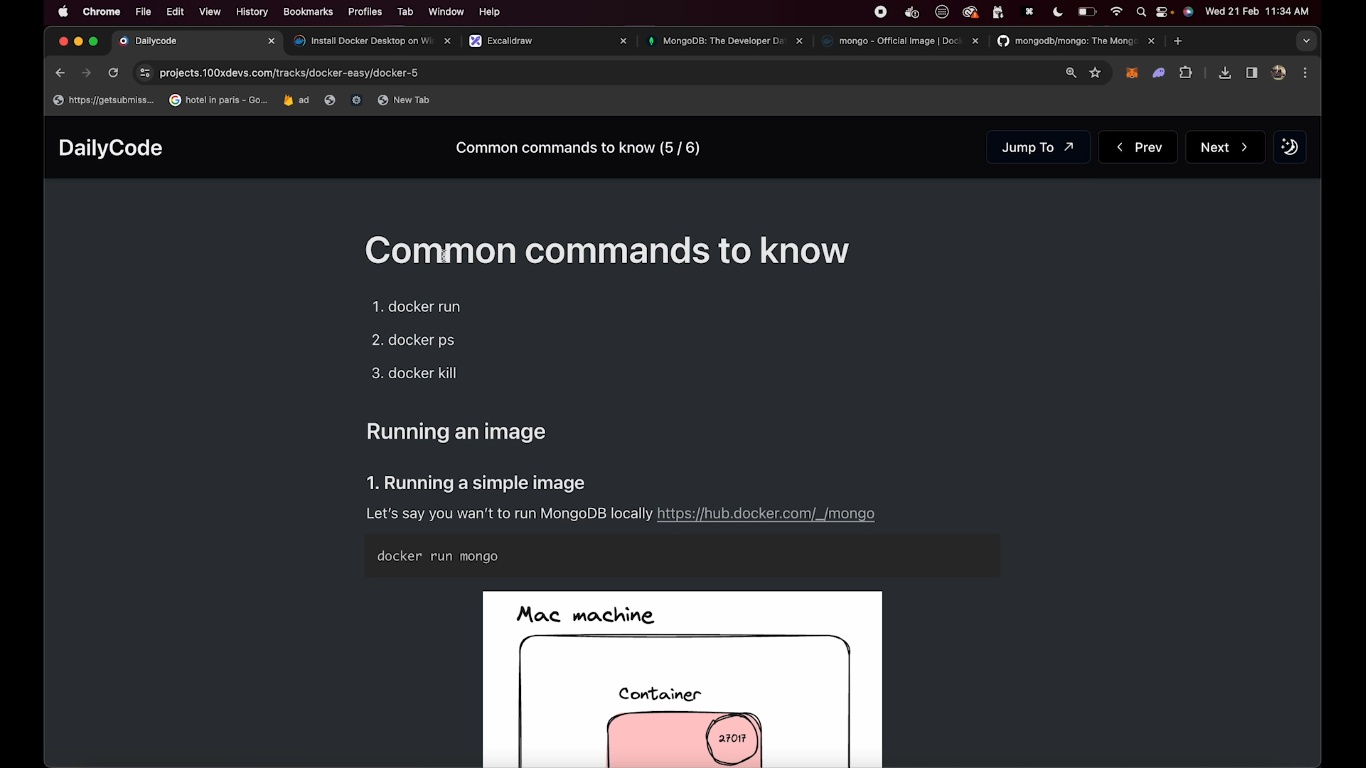 Chrome File Edit View History Bookmarks Profiles Tab Window Help Wed 21 Feb 11:34 AM
Dailycode Install Docker Desktop on Wi Excalidraw MongoDB: The Developer Da mongo - Official Image | Dock mongodb/mongo: The Mong
projects.100xdevs.com/tracks/docker-easy/docker-5
https://getsubmiss... hotel in paris - Go... ad New Tab
DailyCode Common commands to know (5 / 6) Jump To Prev Next
Common commands to know
1. docker run
2. docker ps
3. docker kill
Running an image
1. Running a simple image
Let's say you wan't to run MongoDB locally https://hub.docker.com/_/mongo
docker run mongo
Mac machine
Container
27017